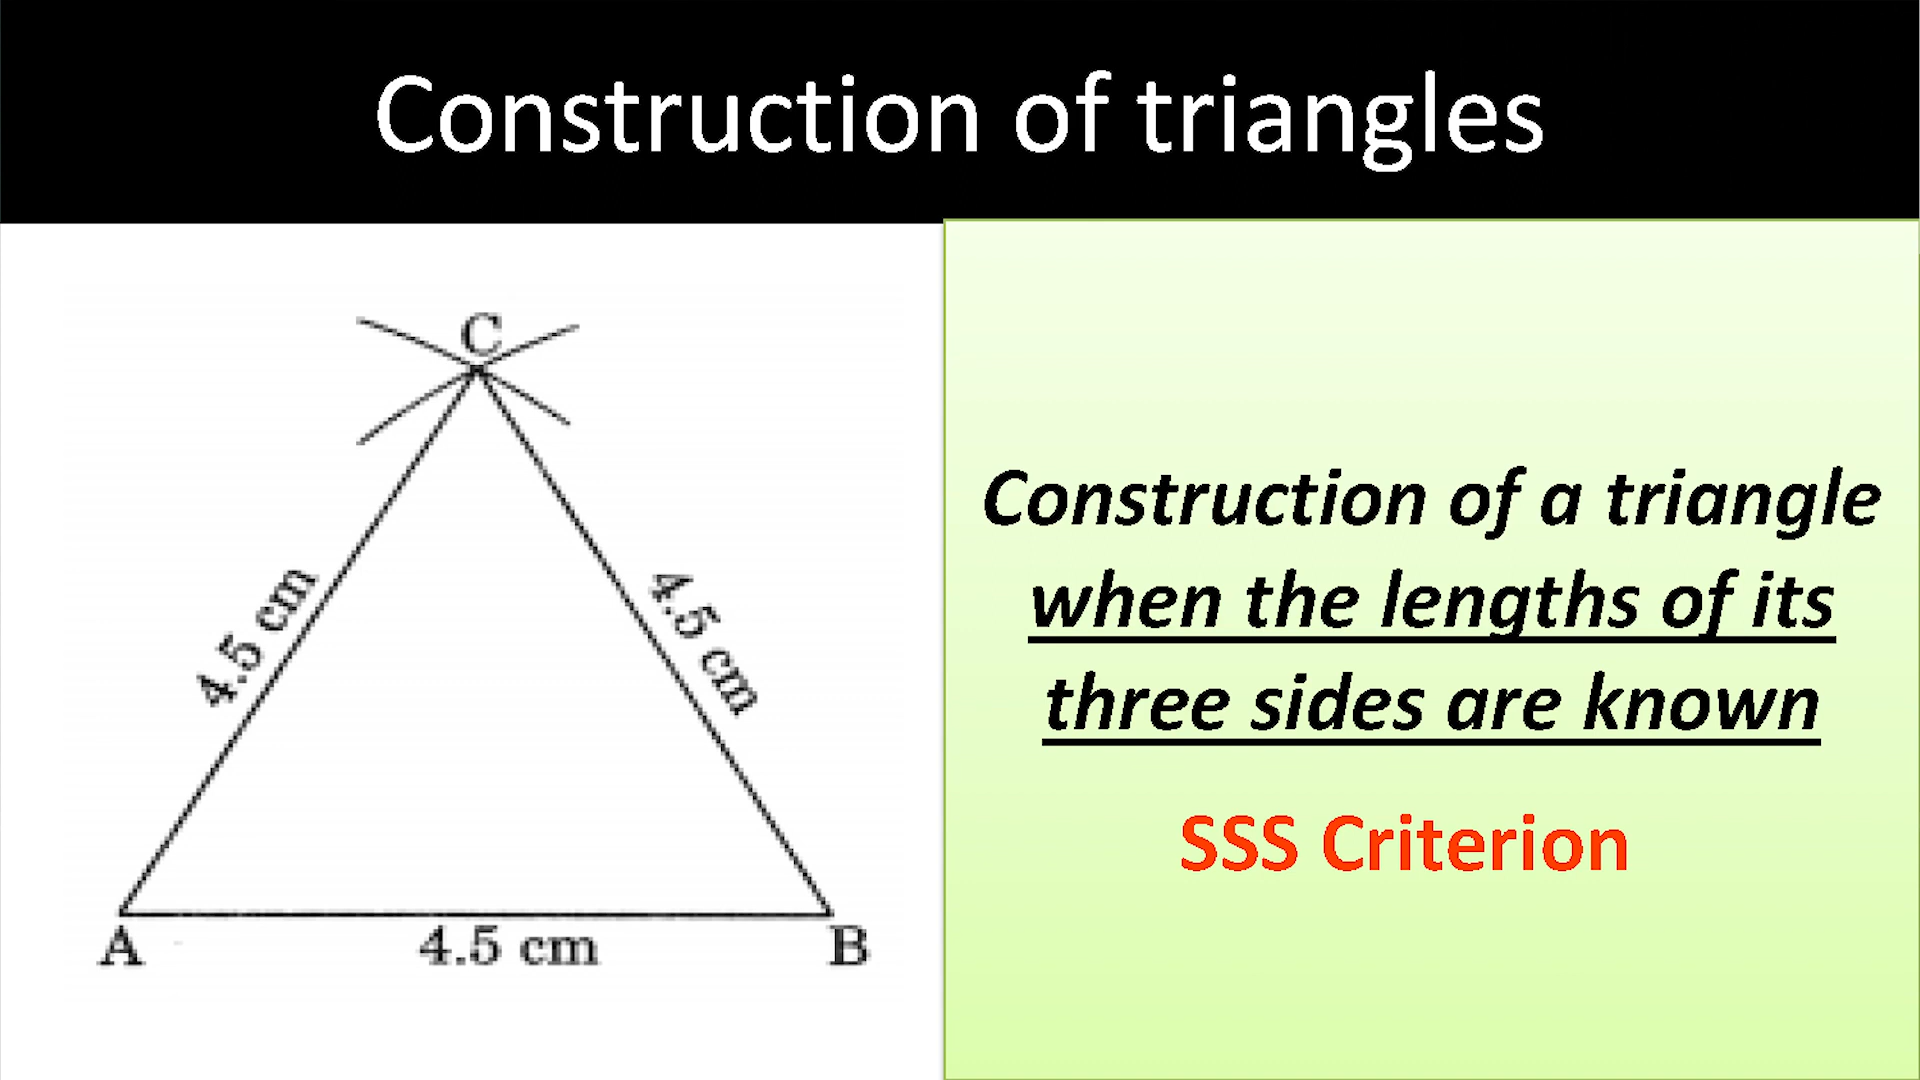 Construction of triangles
C
4.5 cm
4.5 cm
A
4.5 cm
B
Construction of a triangle
when the lengths of its
three sides are known
SSS Criterion